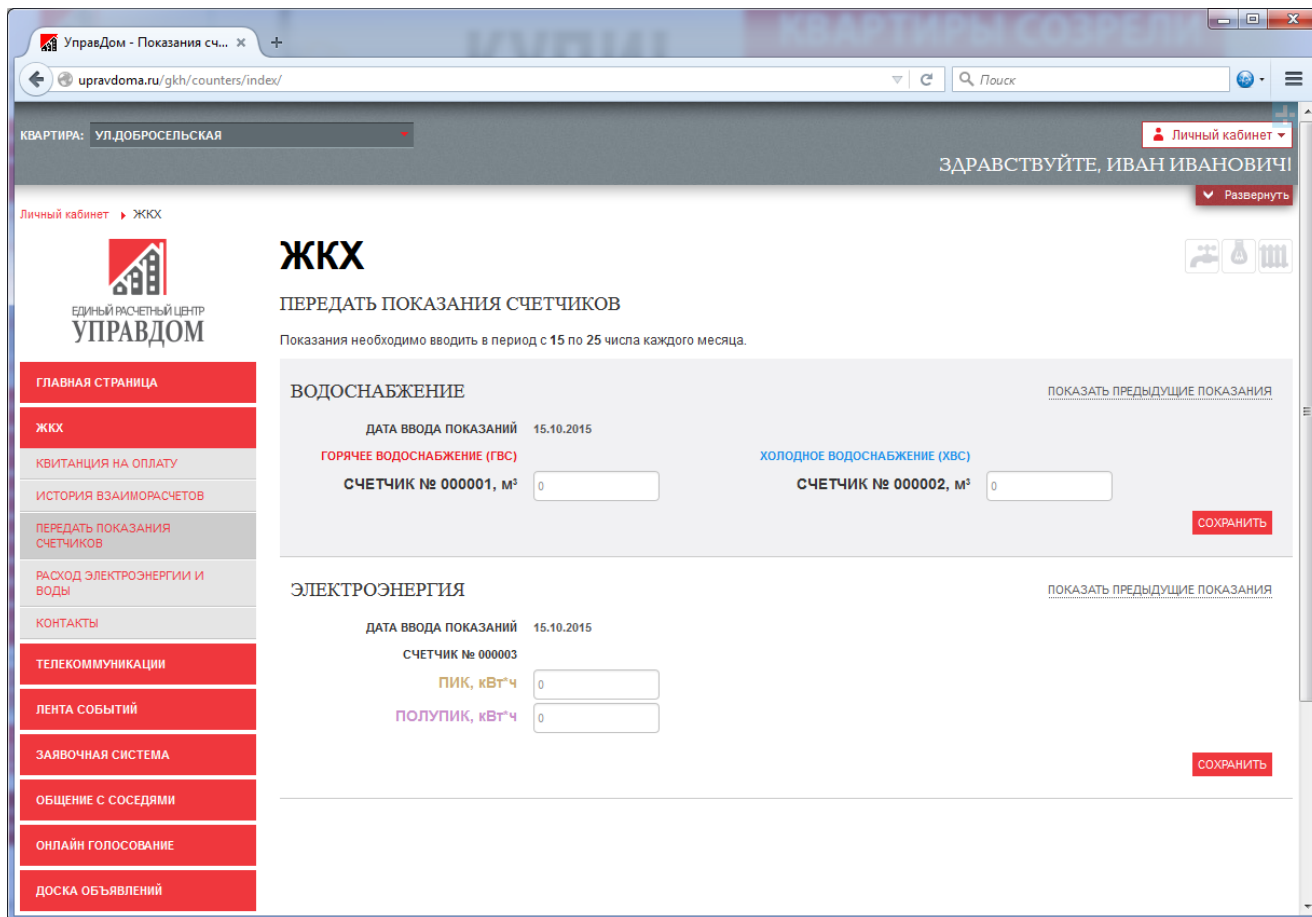 КВАРТИРЫ СОЗРЕЛИ
КУПИ!
УправДом - Показания сч...
upravdoma.ru/gkh/counters/index/
Поиск
КВАРТИРА: УЛ.ДОБРОСЕЛЬСКАЯ
Личный кабинет
ЗДРАВСТВУЙТЕ, ИВАН ИВАНОВИЧ!
Развернуть
Личный кабинет ЖКХ
ЕДИНЫЙ РАСЧЕТНЫЙ ЦЕНТР
УПРАВДОМ
ГЛАВНАЯ СТРАНИЦА
ЖКХ
КВИТАНЦИЯ НА ОПЛАТУ
ИСТОРИЯ ВЗАИМОРАСЧЕТОВ
ПЕРЕДАТЬ ПОКАЗАНИЯ
СЧЕТЧИКОВ
РАСХОД ЭЛЕКТРОЭНЕРГИИ И
ВОДЫ
КОНТАКТЫ
ТЕЛЕКОММУНИКАЦИИ
ЛЕНТА СОБЫТИЙ
ЗАЯВОЧНАЯ СИСТЕМА
ОБЩЕНИЕ С СОСЕДЯМИ
ОНЛАЙН ГОЛОСОВАНИЕ
ДОСКА ОБЪЯВЛЕНИЙ
ЖКХ
ПЕРЕДАТЬ ПОКАЗАНИЯ СЧЕТЧИКОВ
Показания необходимо вводить в период с 15 по 25 числа каждого месяца.
ВОДОСНАБЖЕНИЕ
ПОКАЗАТЬ ПРЕДЫДУЩИЕ ПОКАЗАНИЯ
ДАТА ВВОДА ПОКАЗАНИЙ 15.10.2015
ГОРЯЧЕЕ ВОДОСНАБЖЕНИЕ (ГВС)
СЧЕТЧИК № 000001, м³ 0
ХОЛОДНОЕ ВОДОСНАБЖЕНИЕ (ХВС)
СЧЕТЧИК № 000002, м³ 0
СОХРАНИТЬ
ЭЛЕКТРОЭНЕРГИЯ
ПОКАЗАТЬ ПРЕДЫДУЩИЕ ПОКАЗАНИЯ
ДАТА ВВОДА ПОКАЗАНИЙ 15.10.2015
СЧЕТЧИК № 000003
ПИК, кВт*ч 0
ПОЛУПИК, кВт*ч 0
СОХРАНИТЬ